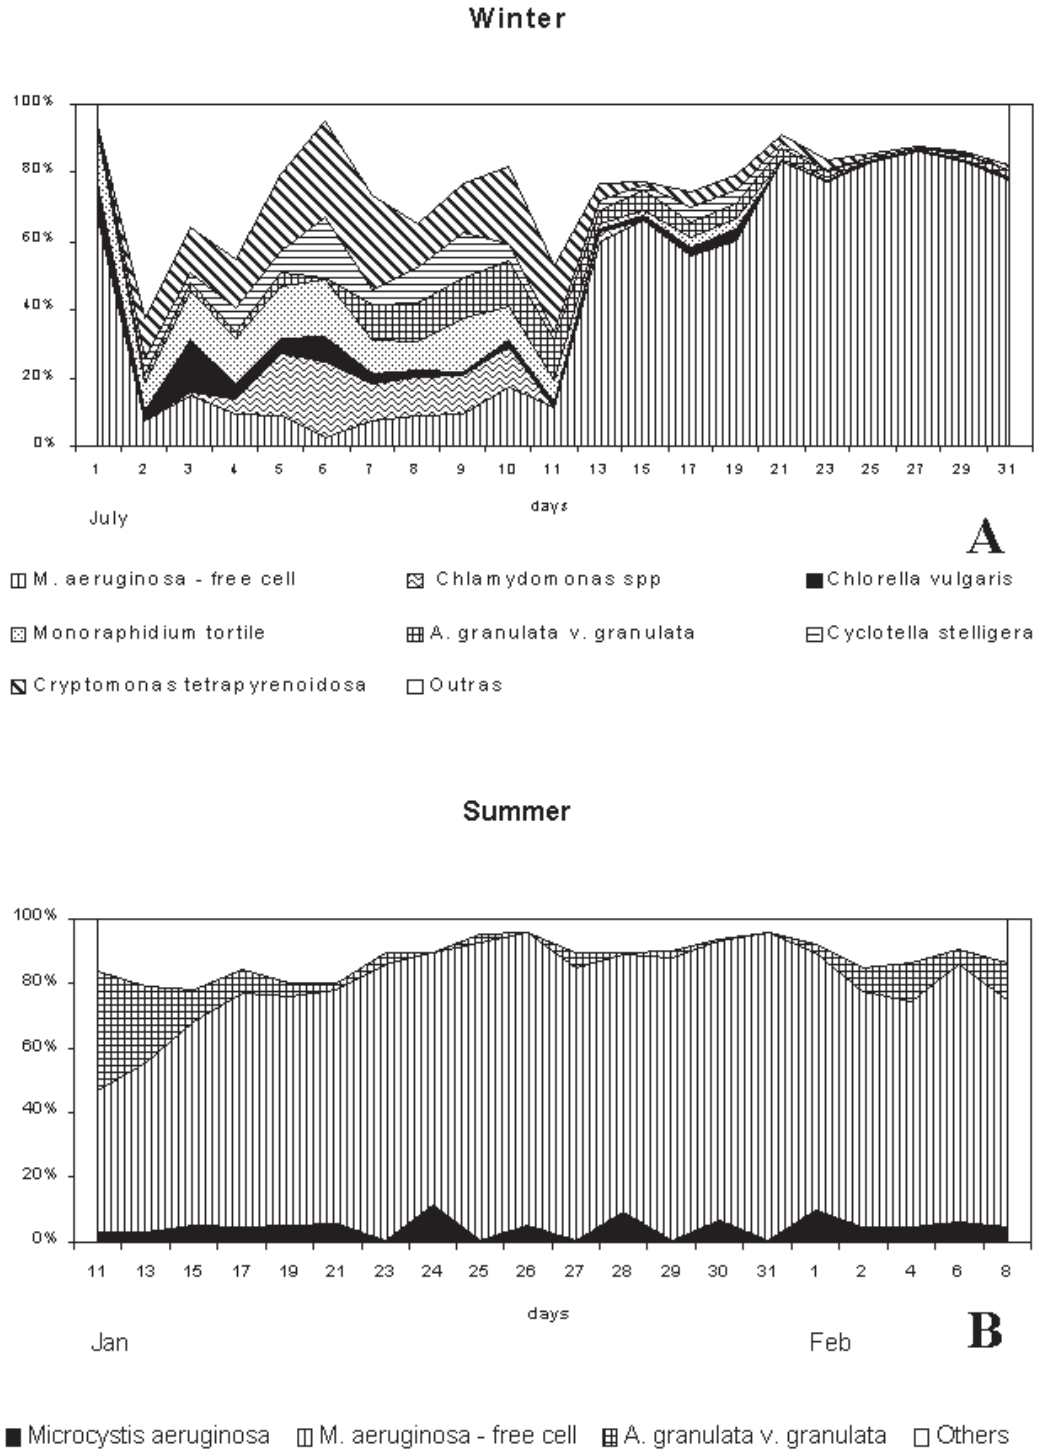 Winter
100%
80%
60%
40%
20%
0%
1 2 3 4 5 6 7 8 9 10 11 13 15 17 19 21 23 25 27 29 31
days
July
A
M. aeruginosa - free cell Chlamydomonas spp Chlorella vulgaris
Monoraphidium tortile A. granulata v. granulata Cyclotella stelligera
Cryptomonas tetrapyrenoidosa Outras
Summer
100%
80%
60%
40%
20%
0%
11 13 15 17 19 21 23 24 25 26 27 28 29 30 31 1 2 4 6 8
days
Jan Feb B
Microcystis aeruginosa M. aeruginosa - free cell A. granulata v. granulata Others